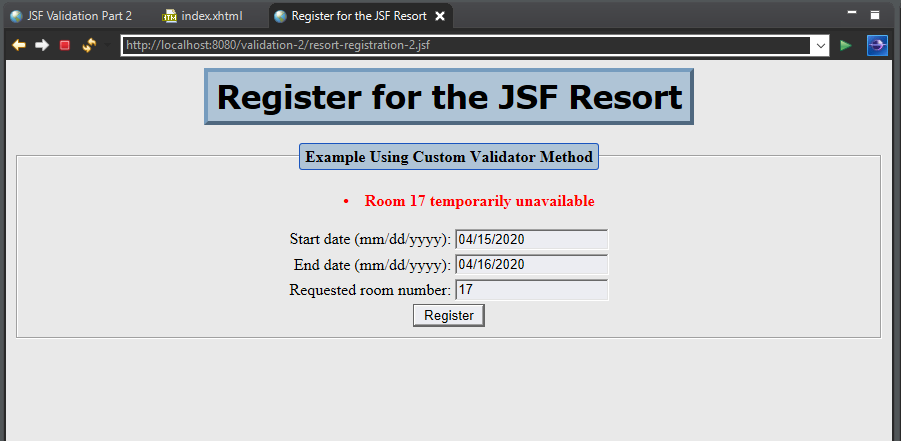 JSF Validation Part 2 index.xhtml Register for the JSF Resort
http://localhost:8080/validation-2/resort-registration-2.jsf
Register for the JSF Resort
Example Using Custom Validator Method
• Room 17 temporarily unavailable
Start date (mm/dd/yyyy): 04/15/2020
End date (mm/dd/yyyy): 04/16/2020
Requested room number: 17
Register